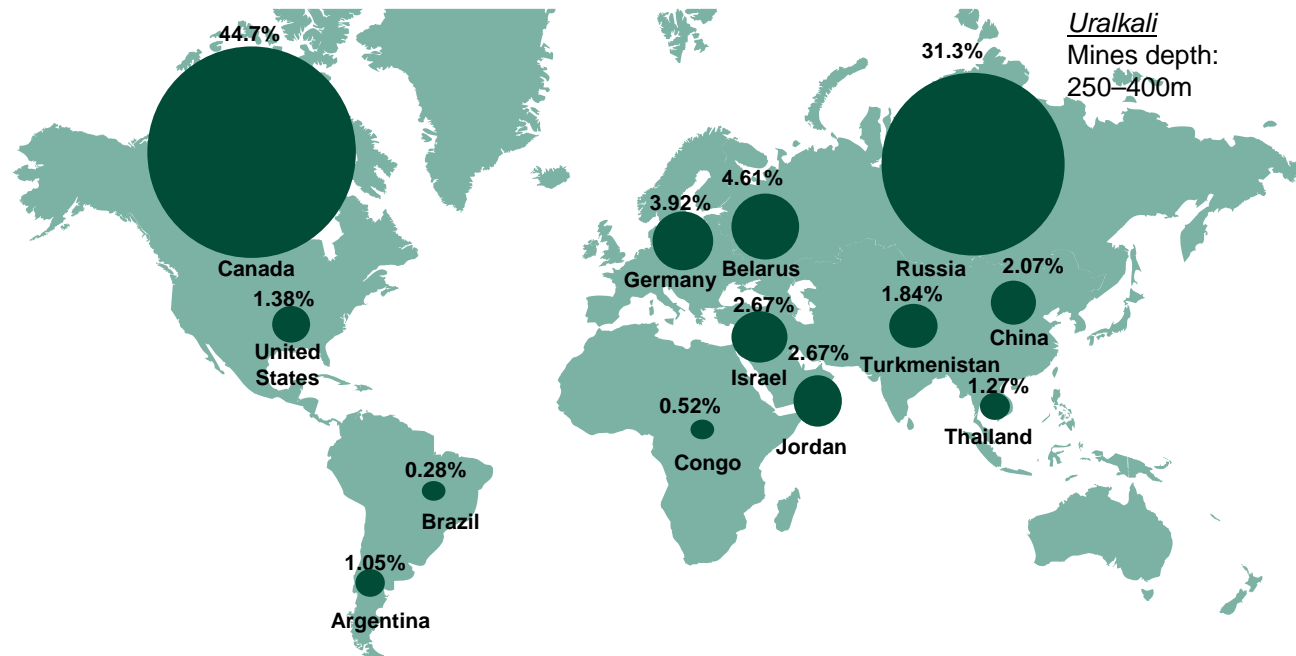 44.7%
Canada
1.38%
United
States
0.28%
Brazil
1.05%
Argentina
3.92%
Germany
4.61%
Belarus
2.67%
Israel
2.67%
Jordan
0.52%
Congo
31.3%
Russia
Uralkali
Mines depth:
250–400m
2.07%
China
1.84%
Turkmenistan
1.27%
Thailand